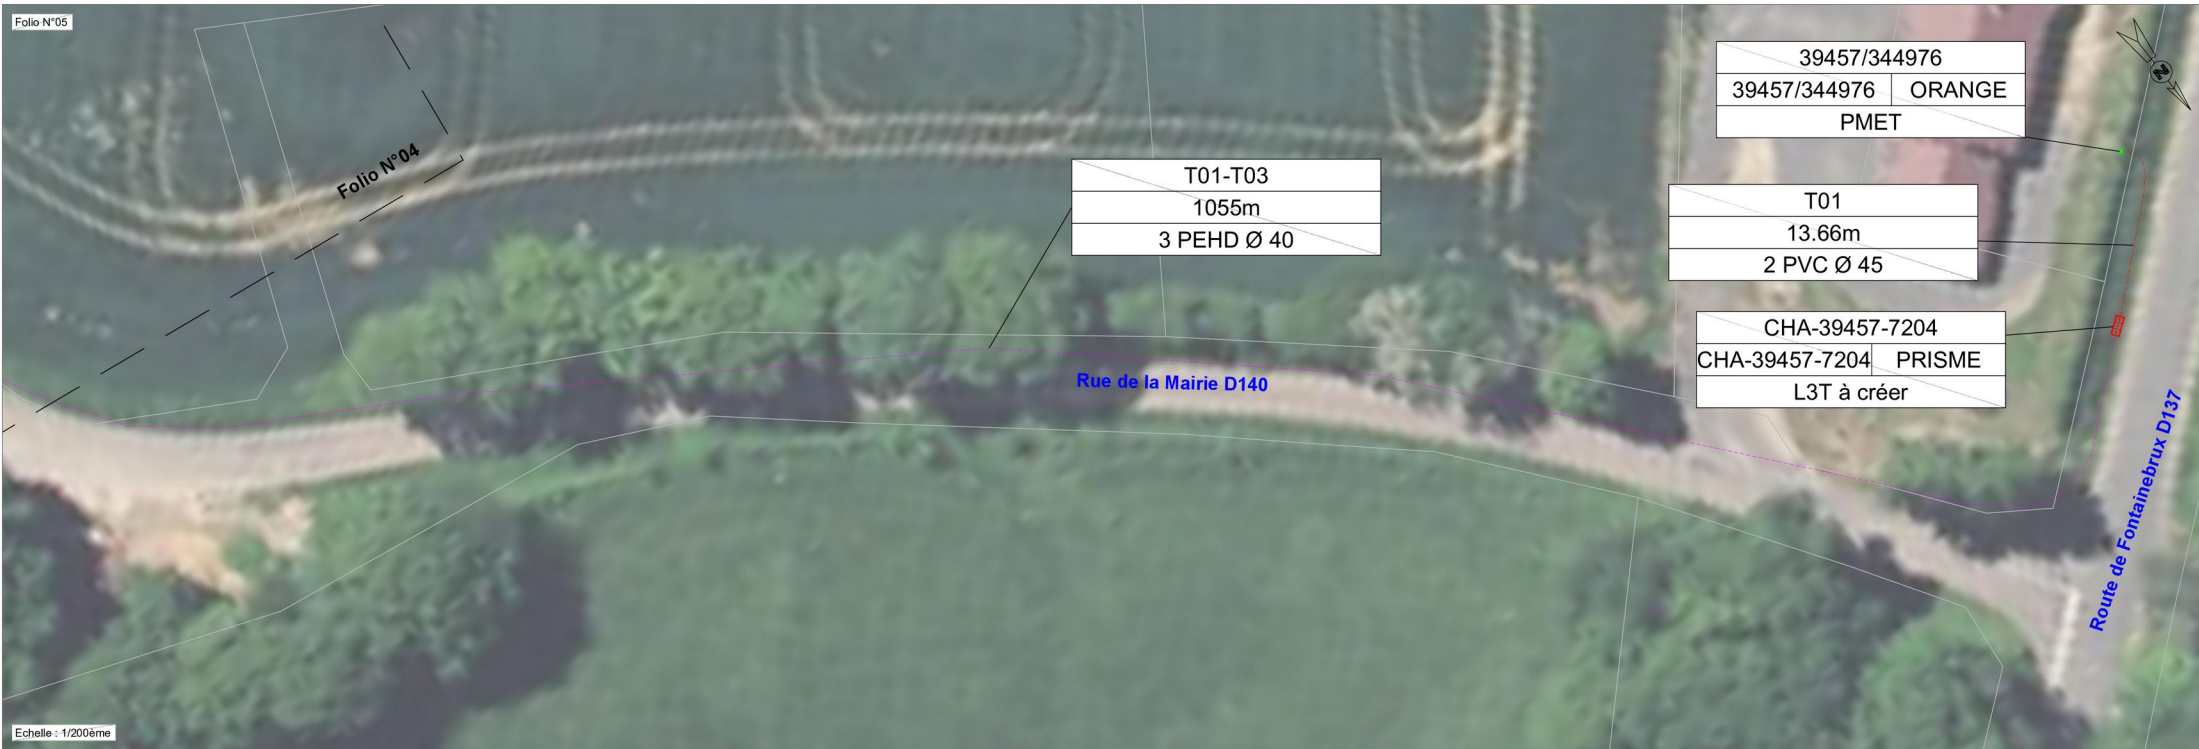 Folio N°05
39457/344976
39457/344976 ORANGE
PMET
N
Folio N°04
T01-T03
1055m
3 PEHD Ø 40
T01
13.66m
2 PVC Ø 45
CHA-39457-7204
CHA-39457-7204 PRISME
L3T à créer
Rue de la Mairie D140
Route de Fontainebrux D137
Echelle : 1/200ème